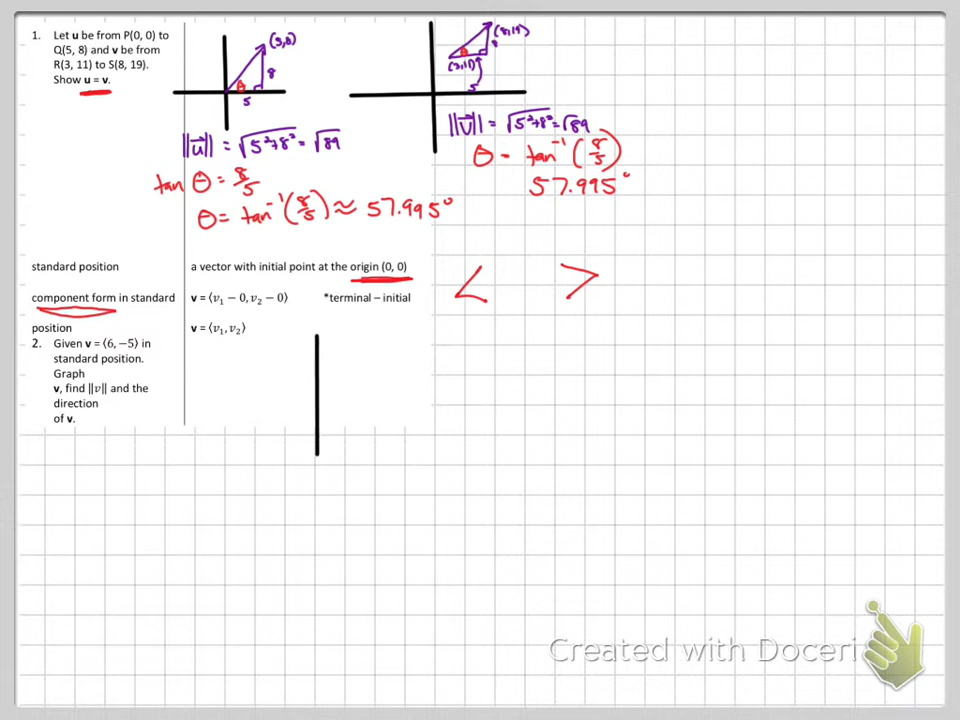 1. Let u be from P(0, 0) to
Q(5, 8) and v be from
R(3, 11) to S(8, 19).
Show u = v.
(5,8)
8
θ
5
||u|| = √5²+8² = √89
tan θ = 8/5
θ = tan⁻¹(8/5) ≈ 57.995°
(8,19)
8
θ
(3,11)
5
||v|| = √5²+8² = √89
θ = tan⁻¹(8/5)
57.995°
standard position
a vector with initial point at the origin (0, 0)
component form in standard
position
v = ⟨v₁ − 0, v₂ − 0⟩ *terminal – initial
v = ⟨v₁, v₂⟩
< >
2. Given v = ⟨6, −5⟩ in
standard position.
Graph
v, find ||v|| and the
direction
of v.
Created with Doceri